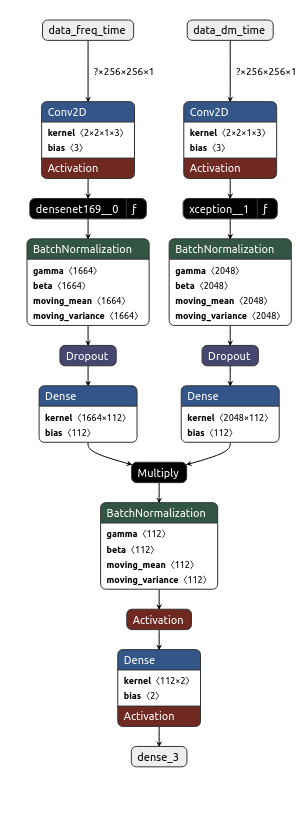 data_freq_time
data_dm_time
?×256×256×1
?×256×256×1
Conv2D
kernel ⟨2×2×1×3⟩
bias ⟨3⟩
Activation
Conv2D
kernel ⟨2×2×1×3⟩
bias ⟨3⟩
Activation
densenet169__0 ƒ
xception__1 ƒ
BatchNormalization
gamma ⟨1664⟩
beta ⟨1664⟩
moving_mean ⟨1664⟩
moving_variance ⟨1664⟩
BatchNormalization
gamma ⟨2048⟩
beta ⟨2048⟩
moving_mean ⟨2048⟩
moving_variance ⟨2048⟩
Dropout
Dropout
Dense
kernel ⟨1664×112⟩
bias ⟨112⟩
Dense
kernel ⟨2048×112⟩
bias ⟨112⟩
Multiply
BatchNormalization
gamma ⟨112⟩
beta ⟨112⟩
moving_mean ⟨112⟩
moving_variance ⟨112⟩
Activation
Dense
kernel ⟨112×2⟩
bias ⟨2⟩
Activation
dense_3